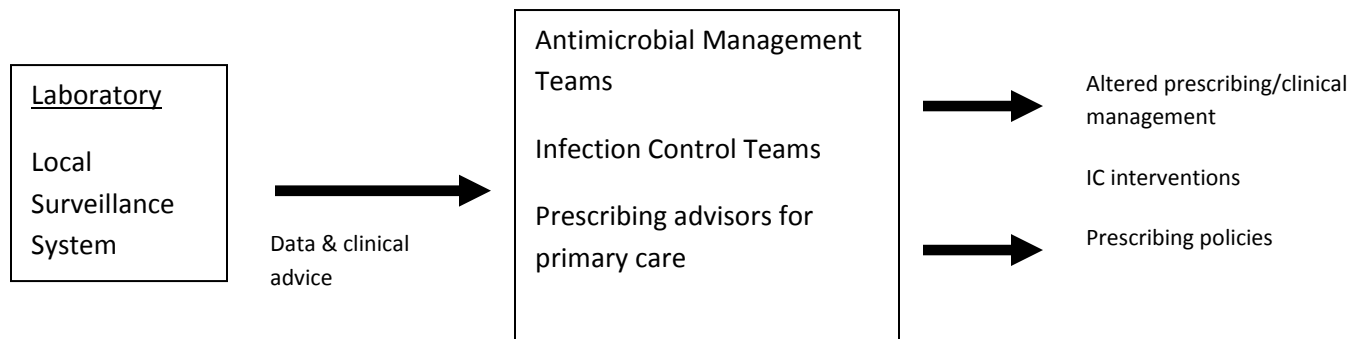 Laboratory
Local
Surveillance
System
Data & clinical
advice
Antimicrobial Management
Teams
Infection Control Teams
Prescribing advisors for
primary care
Altered prescribing/clinical
management
IC interventions
Prescribing policies